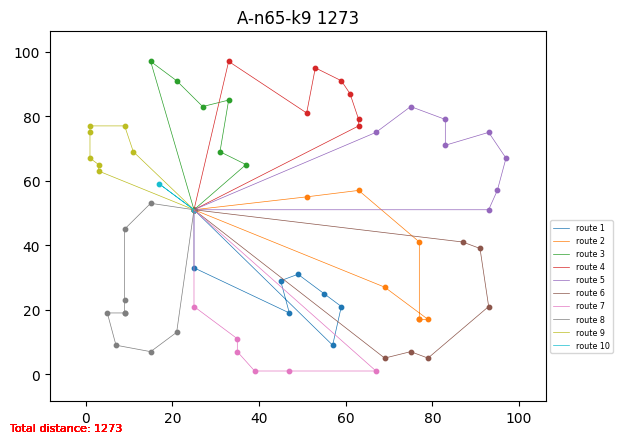 A-n65-k9 1273
100
80
60
40
20
0
0 20 40 60 80 100
route 1
route 2
route 3
route 4
route 5
route 6
route 7
route 8
route 9
route 10
Total distance: 1273